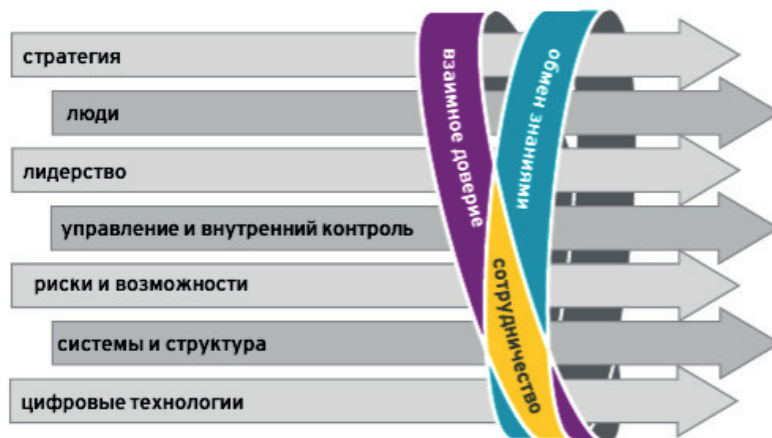 стратегия
люди
лидерство
управление и внутренний контроль
риски и возможности
системы и структура
цифровые технологии
взаимное доверие
обмен знаниями
сотрудничество